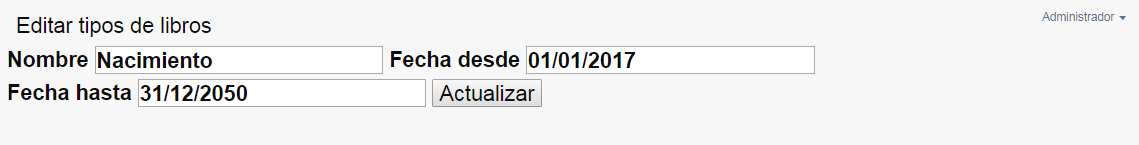 Administrador
Editar tipos de libros
Nombre Nacimiento Fecha desde 01/01/2017
Fecha hasta 31/12/2050 Actualizar